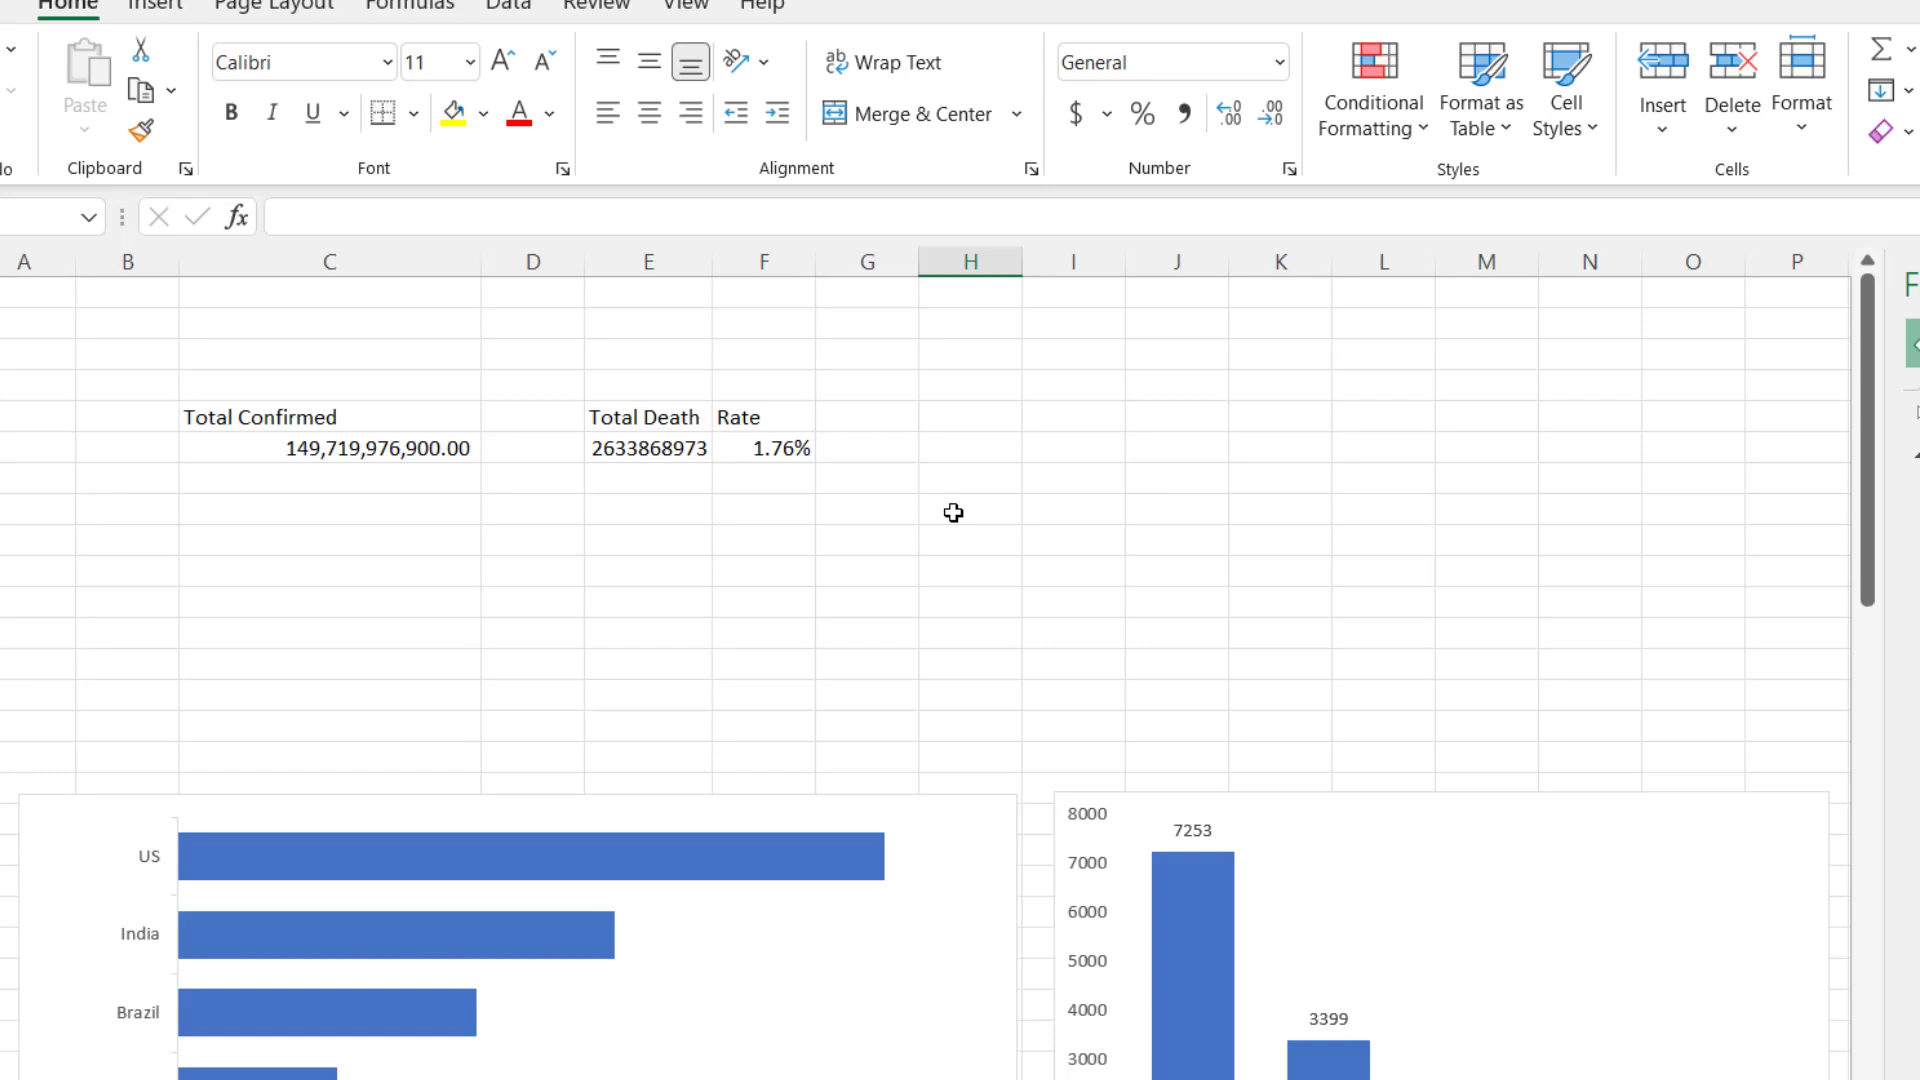 Home Insert Page Layout Formulas Data Review View Help
Calibri 11 Wrap Text General
Paste B I U Merge & Center $ % Conditional Formatting Format as Table Cell Styles Insert Delete Format
Clipboard Font Alignment Number Styles Cells
fx
A B C D E F G H I J K L M N O P
Total Confirmed Total Death Rate
149,719,976,900.00 2633868973 1.76%
US
India
Brazil
8000
7253
7000
6000
5000
4000
3399
3000